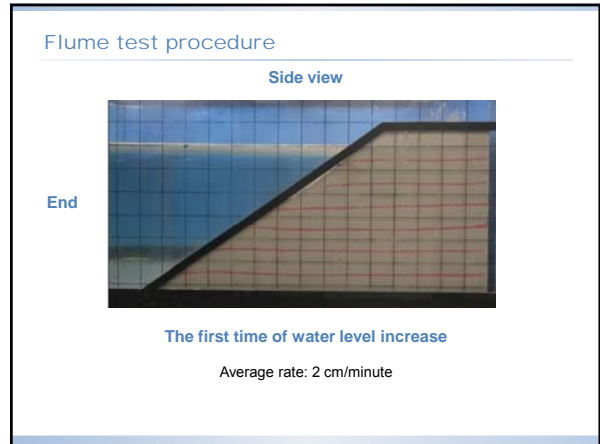 Flume test procedure
Side view
End
The first time of water level increase
Average rate: 2 cm/minute